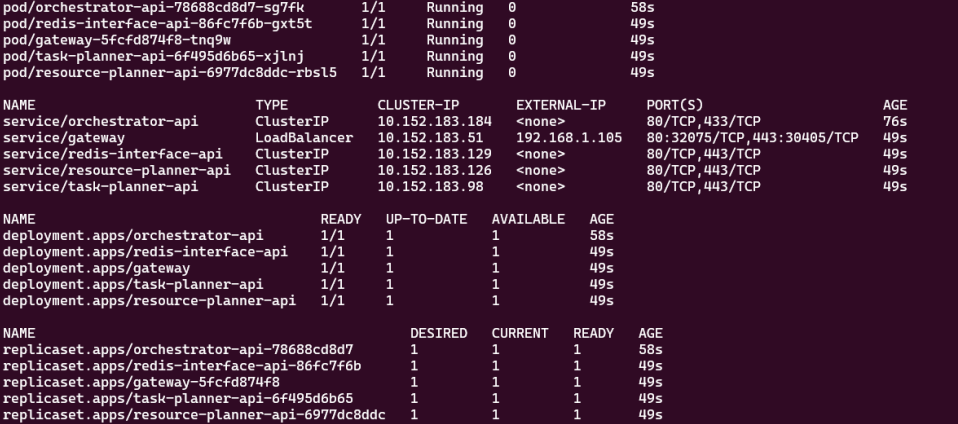 pod/orchestrator-api-78688cd8d7-sg7fk 1/1 Running 0 58s
pod/redis-interface-api-86fc7f6b-gxt5t 1/1 Running 0 49s
pod/gateway-5fcfd874f8-tnq9w 1/1 Running 0 49s
pod/task-planner-api-6f495d6b65-xjlnj 1/1 Running 0 49s
pod/resource-planner-api-6977dc8ddc-rbsl5 1/1 Running 0 49s
NAME TYPE CLUSTER-IP EXTERNAL-IP PORT(S) AGE
service/orchestrator-api ClusterIP 10.152.183.184 <none> 80/TCP,433/TCP 76s
service/gateway LoadBalancer 10.152.183.51 192.168.1.105 80:32075/TCP,443:30405/TCP 49s
service/redis-interface-api ClusterIP 10.152.183.129 <none> 80/TCP,443/TCP 49s
service/resource-planner-api ClusterIP 10.152.183.126 <none> 80/TCP,443/TCP 49s
service/task-planner-api ClusterIP 10.152.183.98 <none> 80/TCP,443/TCP 49s
NAME READY UP-TO-DATE AVAILABLE AGE
deployment.apps/orchestrator-api 1/1 1 1 58s
deployment.apps/redis-interface-api 1/1 1 1 49s
deployment.apps/gateway 1/1 1 1 49s
deployment.apps/task-planner-api 1/1 1 1 49s
deployment.apps/resource-planner-api 1/1 1 1 49s
NAME DESIRED CURRENT READY AGE
replicaset.apps/orchestrator-api-78688cd8d7 1 1 1 58s
replicaset.apps/redis-interface-api-86fc7f6b 1 1 1 49s
replicaset.apps/gateway-5fcfd874f8 1 1 1 49s
replicaset.apps/task-planner-api-6f495d6b65 1 1 1 49s
replicaset.apps/resource-planner-api-6977dc8ddc 1 1 1 49s